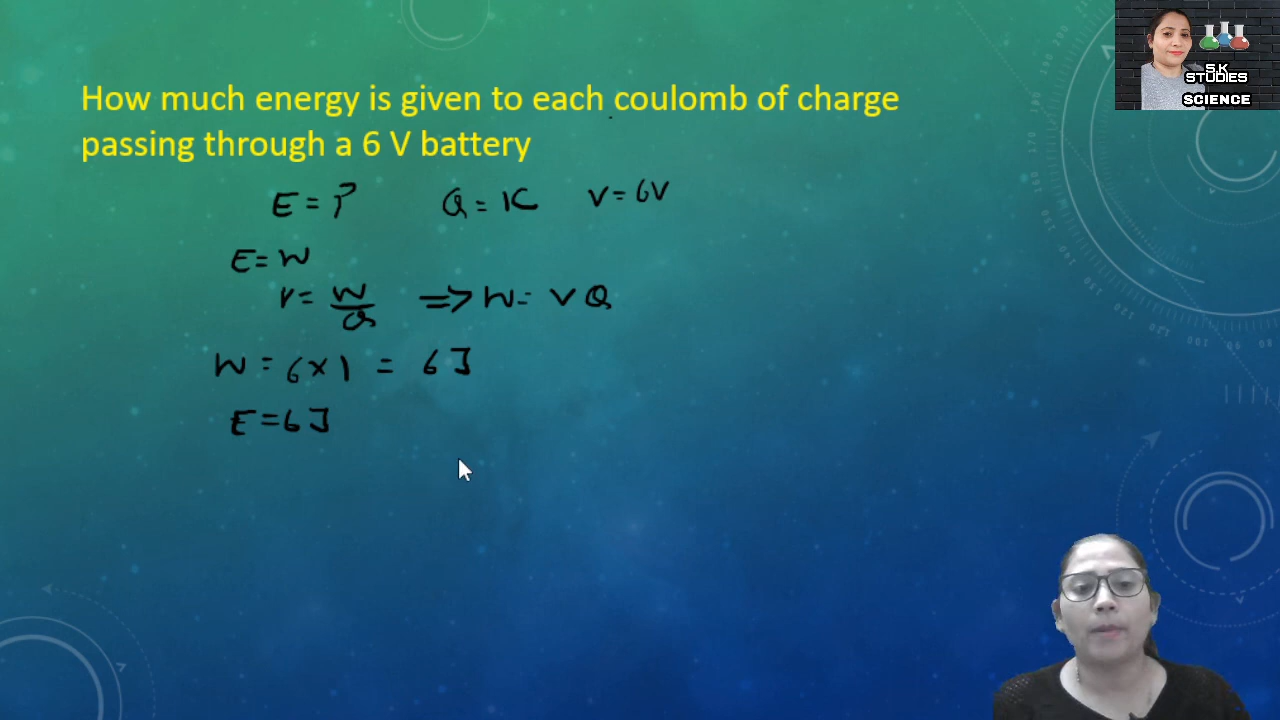 S.K
STUDIES
SCIENCE
How much energy is given to each coulomb of charge
passing through a 6 V battery
E = ? Q = 1C V = 6V
E = W
V = W/Q => W = V Q
W = 6 × 1 = 6 J
E = 6 J